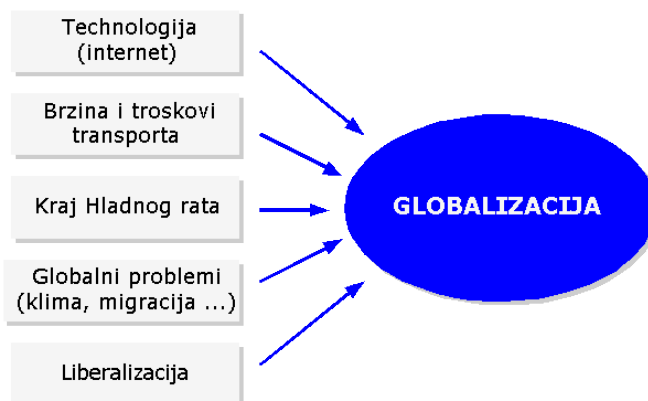 Technologija
(internet)
Brzina i troskovi
transporta
Kraj Hladnog rata
Globalni problemi
(klima, migracija ...)
Liberalizacija
GLOBALIZACIJA